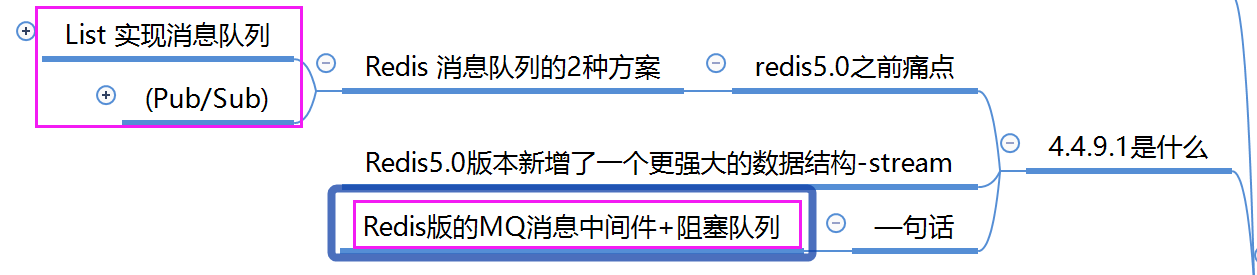 List 实现消息队列
(Pub/Sub)
Redis 消息队列的2种方案
redis5.0之前痛点
Redis5.0版本新增了一个更强大的数据结构-stream
Redis版的MQ消息中间件+阻塞队列
一句话
4.4.9.1是什么